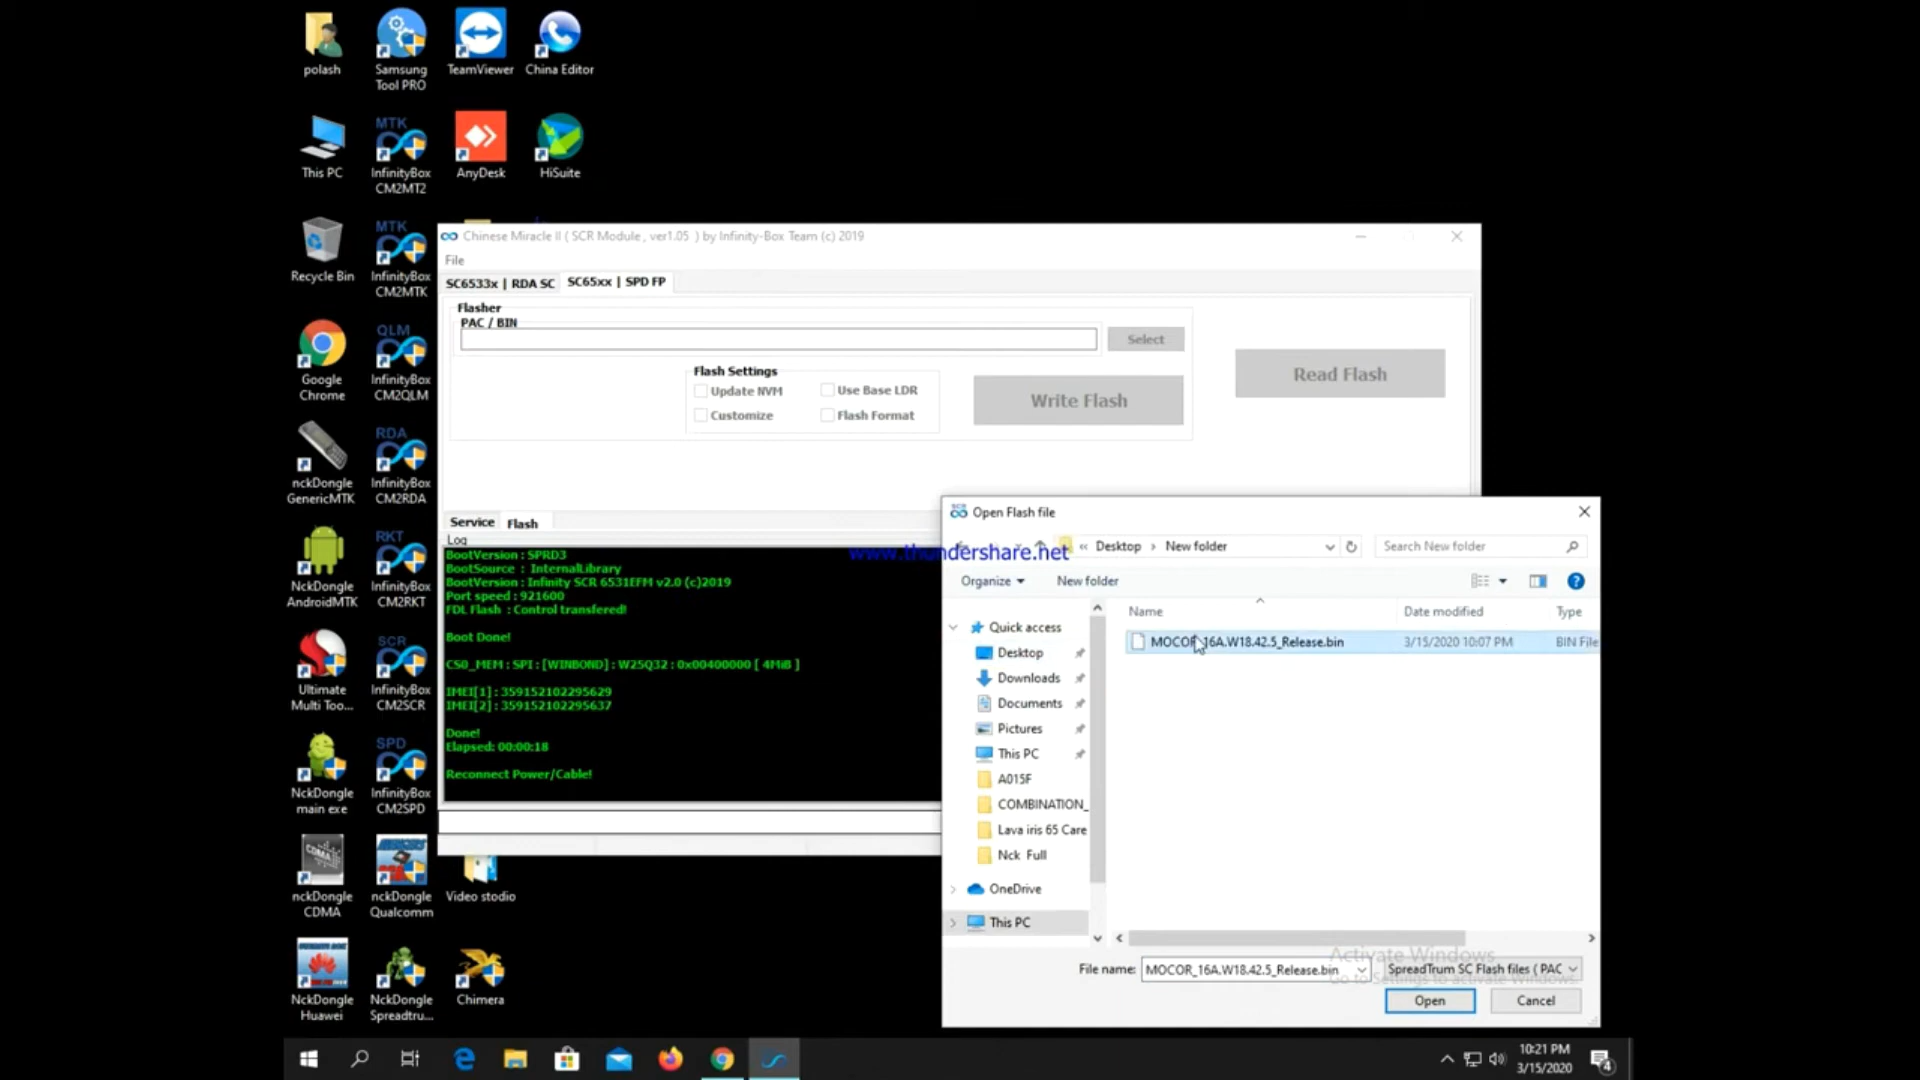 polash
Samsung
Tool PRO
TeamViewer
China Editor
This PC
MTK
InfinityBox
CM2MT2
AnyDesk
HiSuite
Recycle Bin
MTK
InfinityBox
CM2MTK
Google
Chrome
QLM
InfinityBox
CM2QLM
nckDongle
GenericMTK
RDA
InfinityBox
CM2RDA
NckDongle
AndroidMTK
RKT
InfinityBox
CM2RKT
Ultimate
Multi Too...
SCR
InfinityBox
CM2SCR
NckDongle
main exe
SPD
InfinityBox
CM2SPD
CDMA
nckDongle
CDMA
nckDongle
Qualcomm
Video stodio
NckDongle
Huawei
NckDongle
Spreadtru...
Chimera
Chinese Miracle II ( SCR Module , ver1.05 ) by Infinity-Box Team (c) 2019
File
SC6533x | RDA SC
SC65xx | SPD FP
Flasher
PAC / BIN
Select
Flash Settings
Update NVM
Use Base LDR
Customize
Flash Format
Write Flash
Read Flash
Service
Flash
Log
BootVersion : SPRD3
BootSource : InternalLibrary
BootVersion : Infinity SCR 6531EFM v2.0 (c)2019
Port speed : 921600
FDL Flash : Control transfered!
Boot Done!
CS0_MEM : SPI : [WINBOND] : W25Q32 : 0x00400000 [ 4MiB ]
IMEI[1] : 359152102295629
IMEI[2] : 359152102295637
Done!
Elapsed: 00:00:18
Reconnect Power/Cable!
SCR
Open Flash file
www.thundershare.net
« Desktop › New folder
Search New folder
Organize
New folder
Name
Date modified
Type
MOCOR_16A.W18.42.5_Release.bin
3/15/2020 10:07 PM
BIN File
Quick access
Desktop
Downloads
Documents
Pictures
This PC
A015F
COMBINATION_
Lava iris 65 Care
Nck Full
OneDrive
This PC
Activate Windows
Go to Settings to activate Windows.
File name:
MOCOR_16A.W18.42.5_Release.bin
SpreadTrum SC Flash files ( PAC
Open
Cancel
10:21 PM
3/15/2020
4